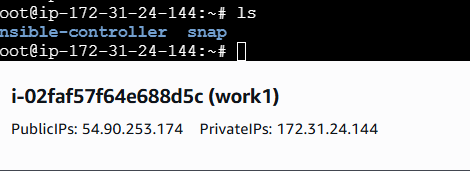 oot@ip-172-31-24-144:~# ls
nsible-controller  snap
oot@ip-172-31-24-144:~#
i-02faf57f64e688d5c (work1)
PublicIPs: 54.90.253.174    PrivateIPs: 172.31.24.144